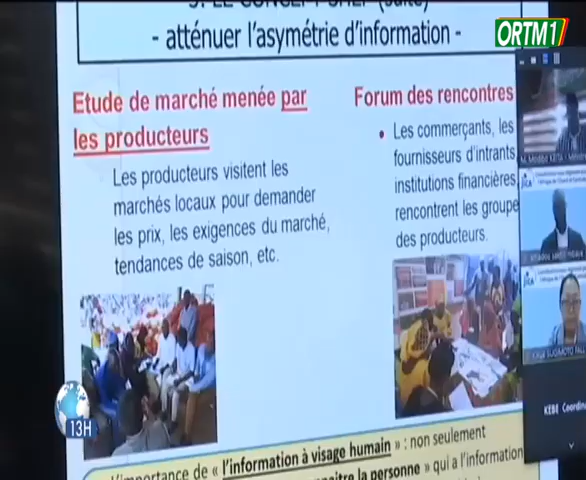 - atténuer l'asymétrie d'information -
ORTM1
Etude de marché menée par
les producteurs
Les producteurs visitent les
marchés locaux pour demander
les prix, les exigences du marché,
tendances de saison, etc.
Forum des rencontres
• Les commerçants, les
fournisseurs d'intrants
institutions financières
rencontrent les groupe
des producteurs.
jica
jica
KEBE Coordin
13H
L'importance de « l'information à visage humain » : non seulement
la personne » qui a l'information